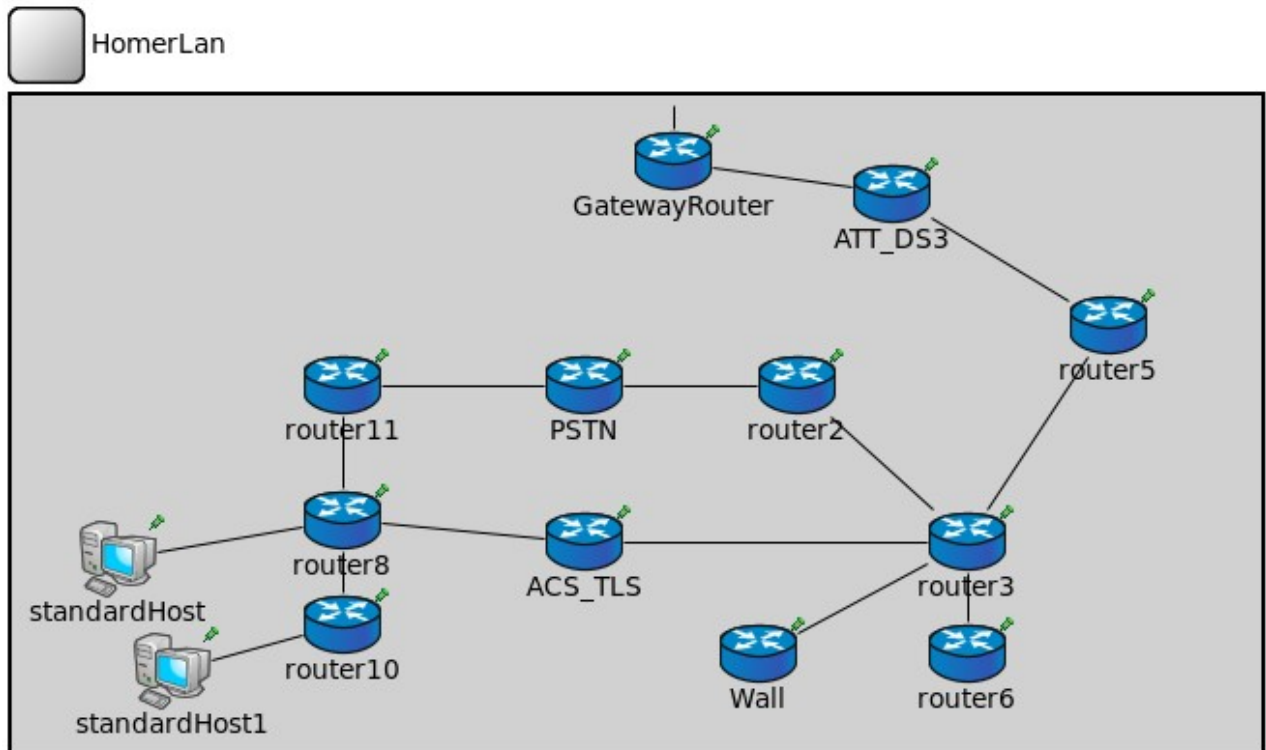 HomerLan
GatewayRouter
ATT_DS3
router5
router11
PSTN
router2
router8
ACS_TLS
router3
standardHost
router10
Wall
router6
standardHost1